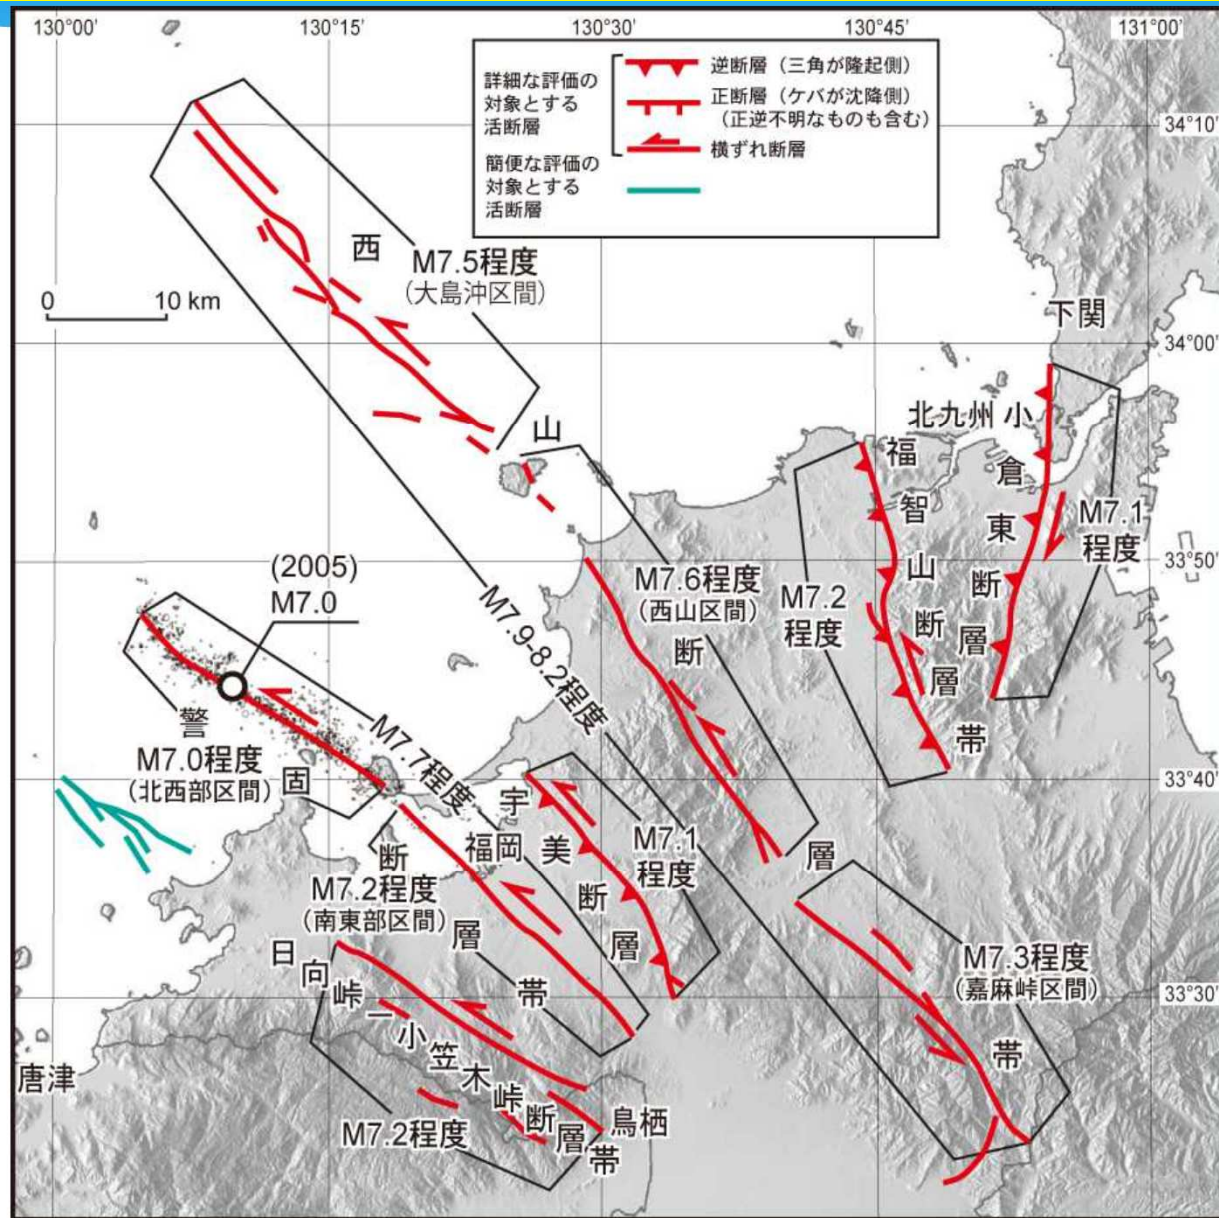 130°00'
130°15'
130°30'
130°45'
131°00'
詳細な評価の
対象とする
活断層
逆断層（三角が隆起側）
正断層（ケバが沈降側）
（正逆不明なものも含む）
横ずれ断層
簡便な評価の
対象とする
活断層
34°10'
34°00'
33°50'
33°40'
33°30'
0 10 km
西山断層帯
M7.5程度
（大島沖区間）
M7.6程度
（西山区間）
M7.3程度
（嘉麻峠区間）
M7.9-8.2程度
下関
北九州
小倉東断層
M7.1
程度
福智山断層帯
M7.2
程度
(2005)
M7.0
警固断層帯
M7.0程度
（北西部区間）
M7.7程度
M7.2程度
（南東部区間）
福岡
宇美断層
M7.1
程度
日向峠ー小笠木峠断層帯
M7.2程度
唐津
鳥栖